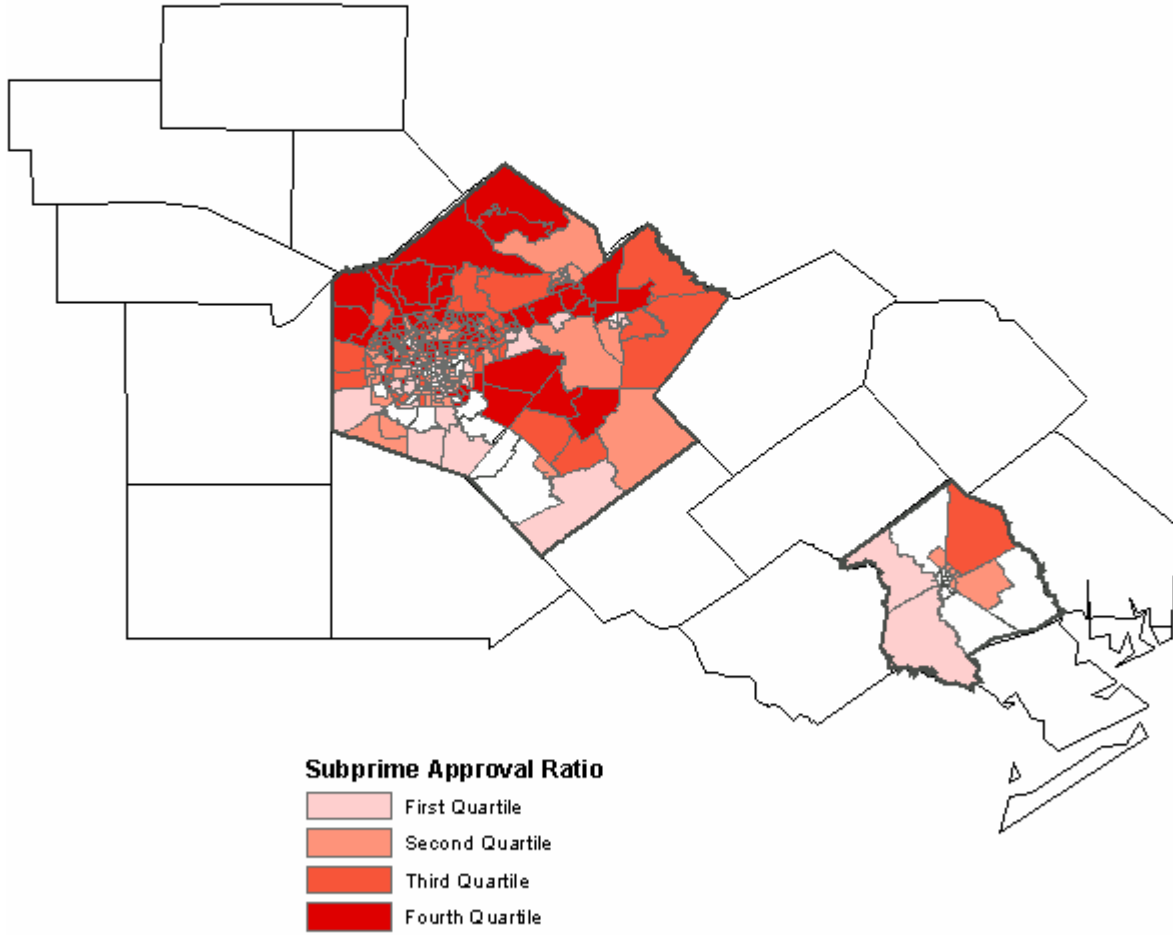 Subprime Approval Ratio
First Quartile
Second Quartile
Third Quartile
Fourth Quartile